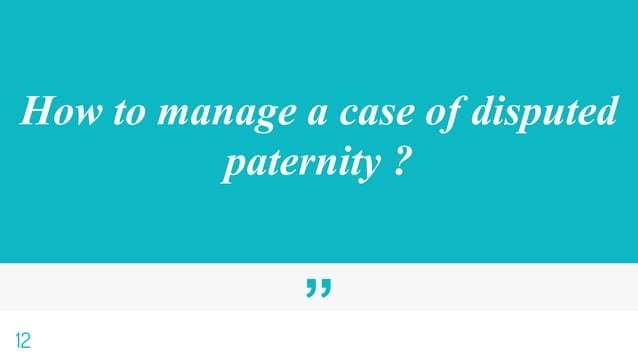 How to manage a case of disputed
paternity ?
”
12